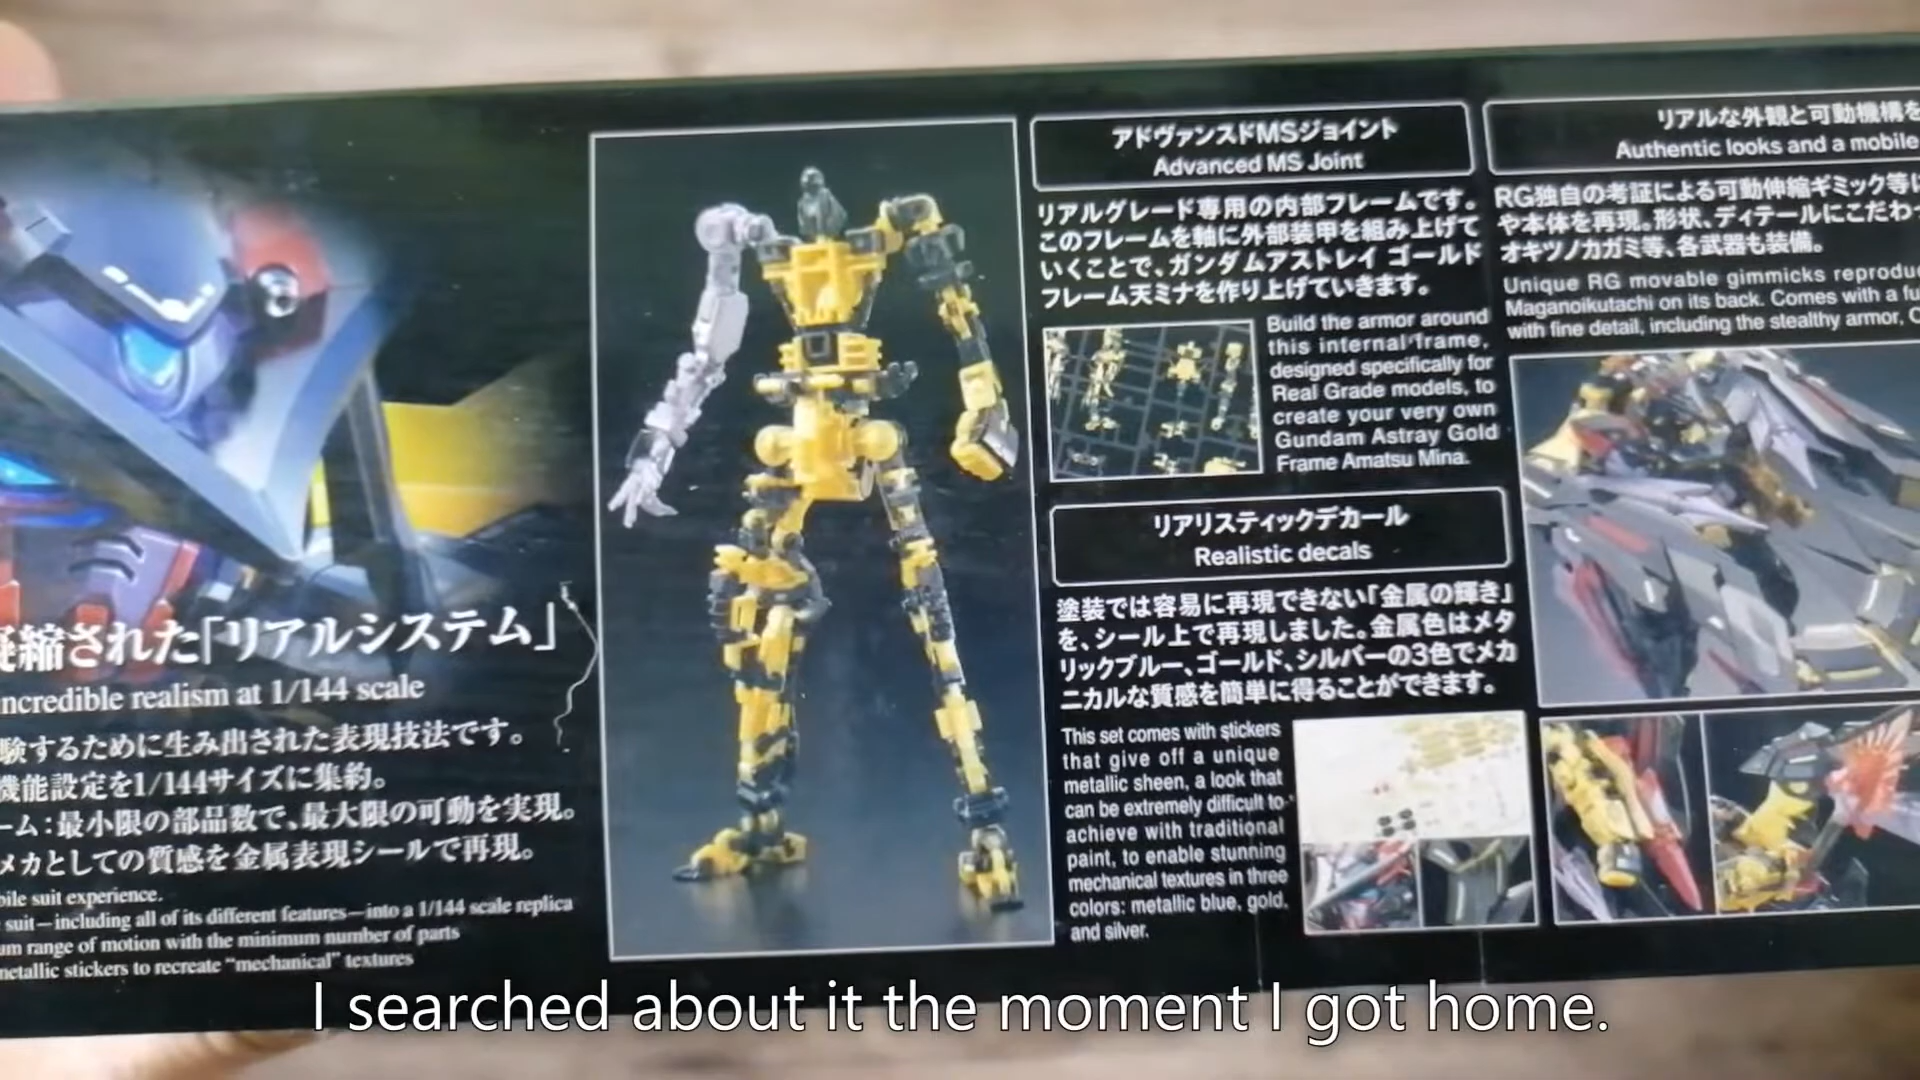 凝縮された「リアルシステム」
incredible realism at 1/144 scale
験するために生み出された表現技法です。
機能設定を1/144サイズに集約。
ーム：最小限の部品数で、最大限の可動を実現。
メカとしての質感を金属表現シールで再現。
bile suit experience.
suit—including all of its different features—into a 1/144 scale replica
um range of motion with the minimum number of parts
metallic stickers to recreate “mechanical” textures
アドヴァンスドMSジョイント
Advanced MS Joint
リアルグレード専用の内部フレームです。
このフレームを軸に外部装甲を組み上げて
いくことで、ガンダムアストレイ ゴールド
フレーム天ミナを作り上げていきます。
Build the armor around
this internal frame,
designed specifically for
Real Grade models, to
create your very own
Gundam Astray Gold
Frame Amatsu Mina.
リアリスティックデカール
Realistic decals
塗装では容易に再現できない「金属の輝き」
を、シール上で再現しました。金属色はメタ
リックブルー、ゴールド、シルバーの3色でメカ
ニカルな質感を簡単に得ることができます。
This set comes with stickers
that give off a unique
metallic sheen, a look that
can be extremely difficult to
achieve with traditional
paint, to enable stunning
mechanical textures in three
colors: metallic blue, gold,
and silver.
リアルな外観と可動機構を
Authentic looks and a mobile
RG独自の考証による可動伸縮ギミック等に
や本体を再現。形状、ディテールにこだわっ
オキツノカガミ等、各武器も装備。
Unique RG movable gimmicks reproduc
Maganoikutachi on its back. Comes with a fu
with fine detail, including the stealthy armor, O
I searched about it the moment I got home.